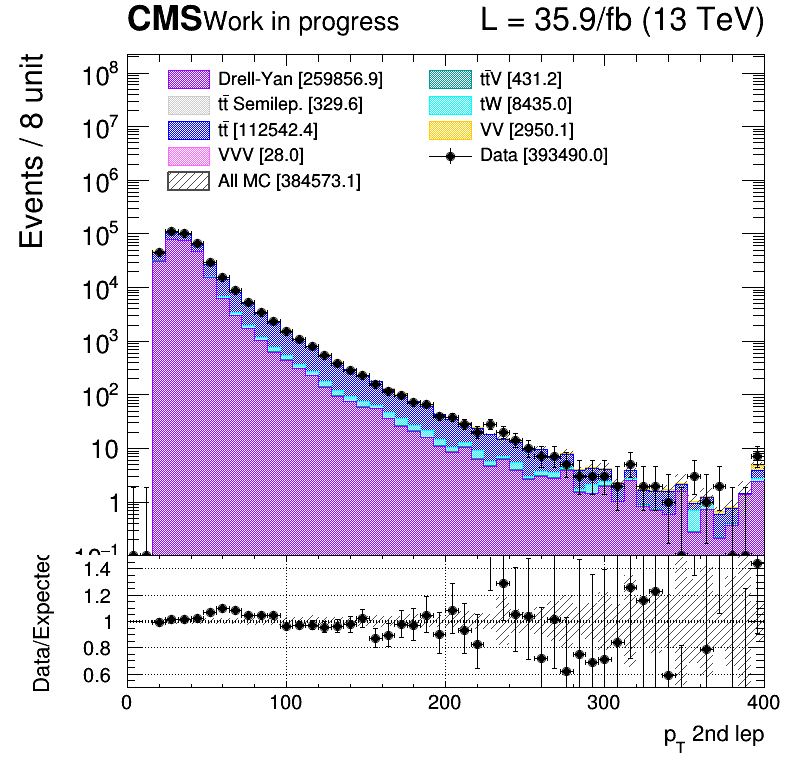 CMS Work in progress L = 35.9/fb (13 TeV)
Events / 8 unit
10⁸
10⁷
10⁶
10⁵
10⁴
10³
10²
10
1
10⁻¹
Drell-Yan [259856.9]
tt̄ Semilep. [329.6]
tt̄ [112542.4]
VVV [28.0]
All MC [384573.1]
tt̄V [431.2]
tW [8435.0]
VV [2950.1]
Data [393490.0]
Data/Expected
1.4
1.2
1
0.8
0.6
0 100 200 300 400
p_T 2nd lep